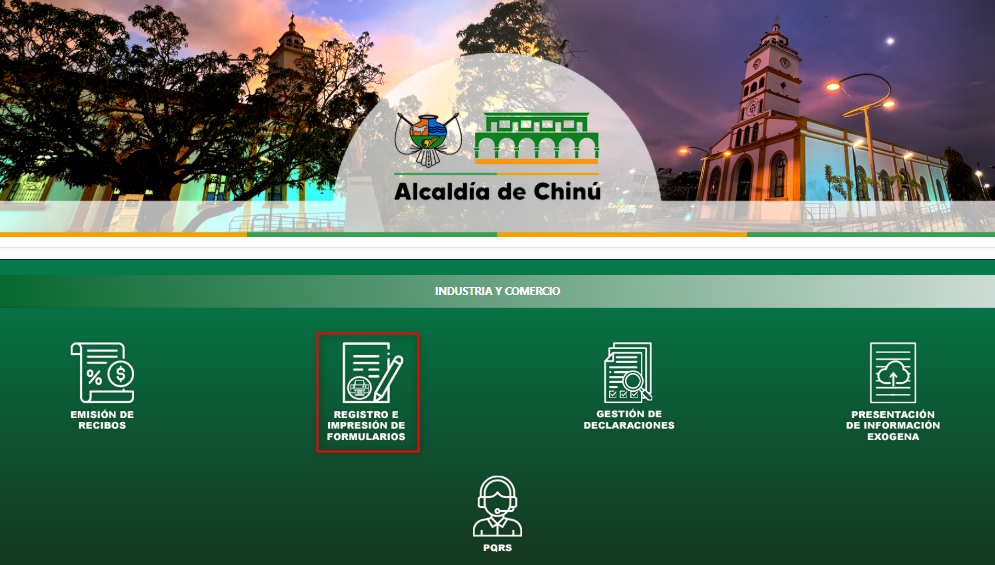 Alcaldía de Chinú
INDUSTRIA Y COMERCIO
% $
EMISIÓN DE
RECIBOS
REGISTRO E
IMPRESIÓN DE
FORMULARIOS
GESTIÓN DE
DECLARACIONES
PRESENTACIÓN
DE INFORMACIÓN
EXOGENA
PQRS